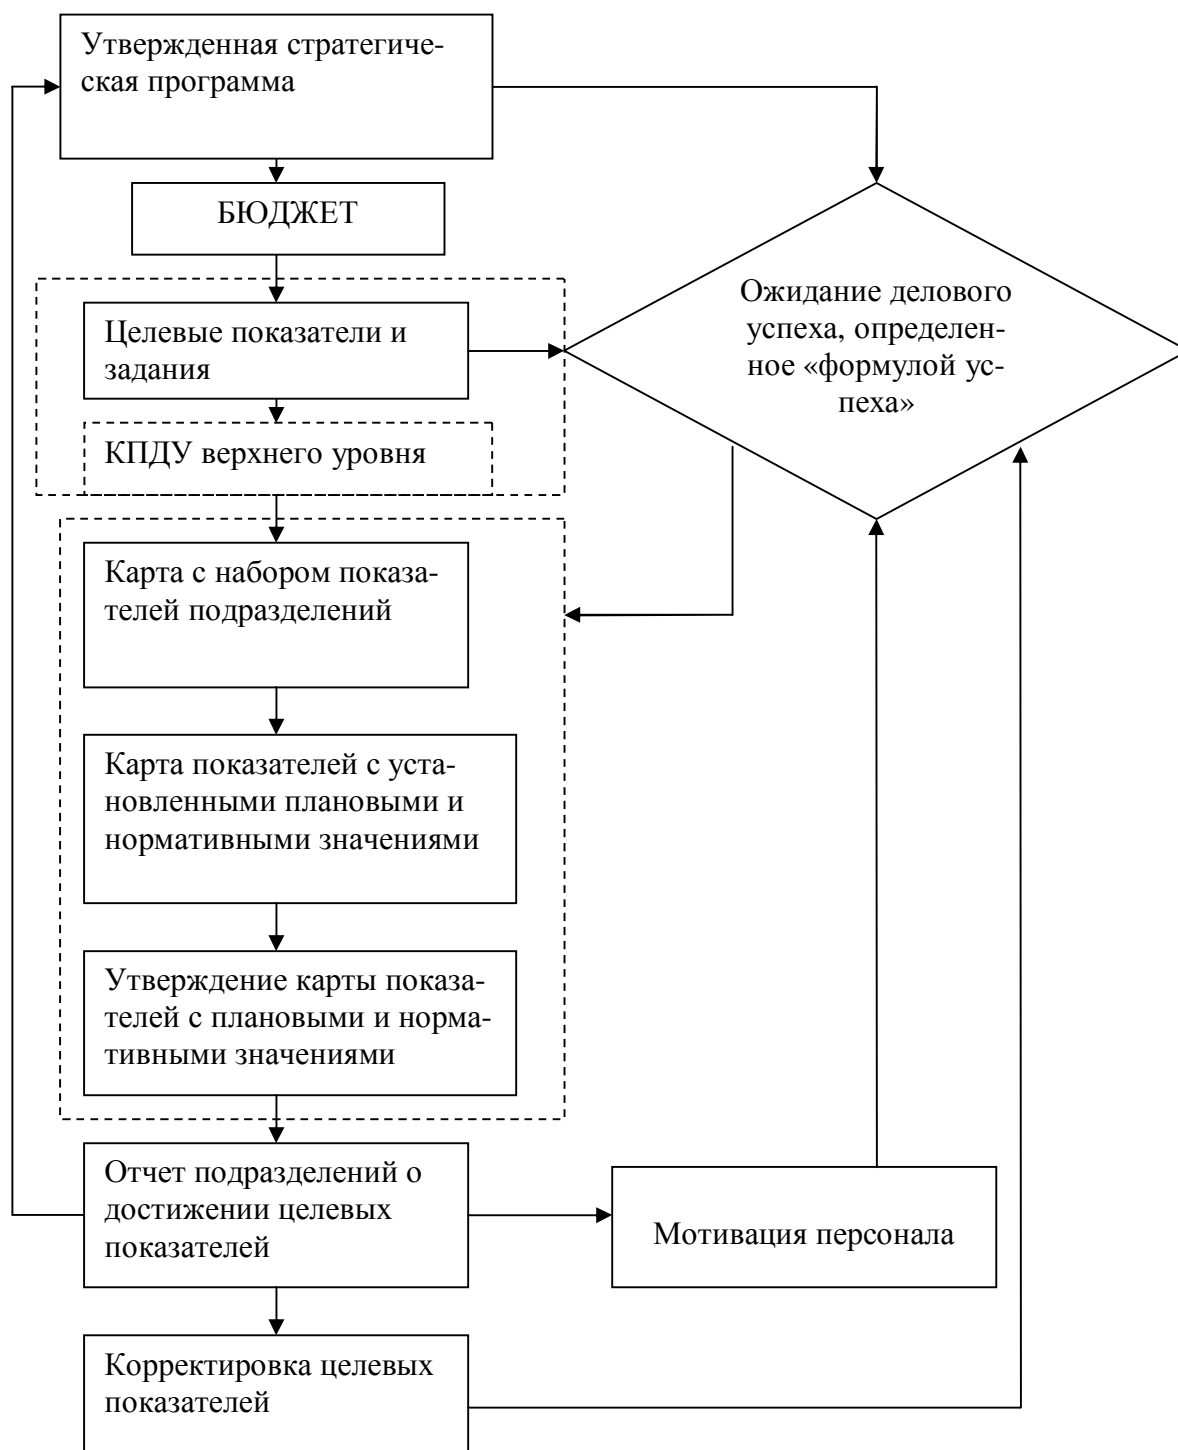 Утвержденная стратегиче-
ская программа
БЮДЖЕТ
Целевые показатели и
задания
КПДУ верхнего уровня
Ожидание делового
успеха, определен-
ное «формулой ус-
пеха»
Карта с набором показа-
телей подразделений
Карта показателей с уста-
новленными плановыми и
нормативными значениями
Утверждение карты показа-
телей с плановыми и норма-
тивными значениями
Отчет подразделений о
достижении целевых
показателей
Мотивация персонала
Корректировка целевых
показателей